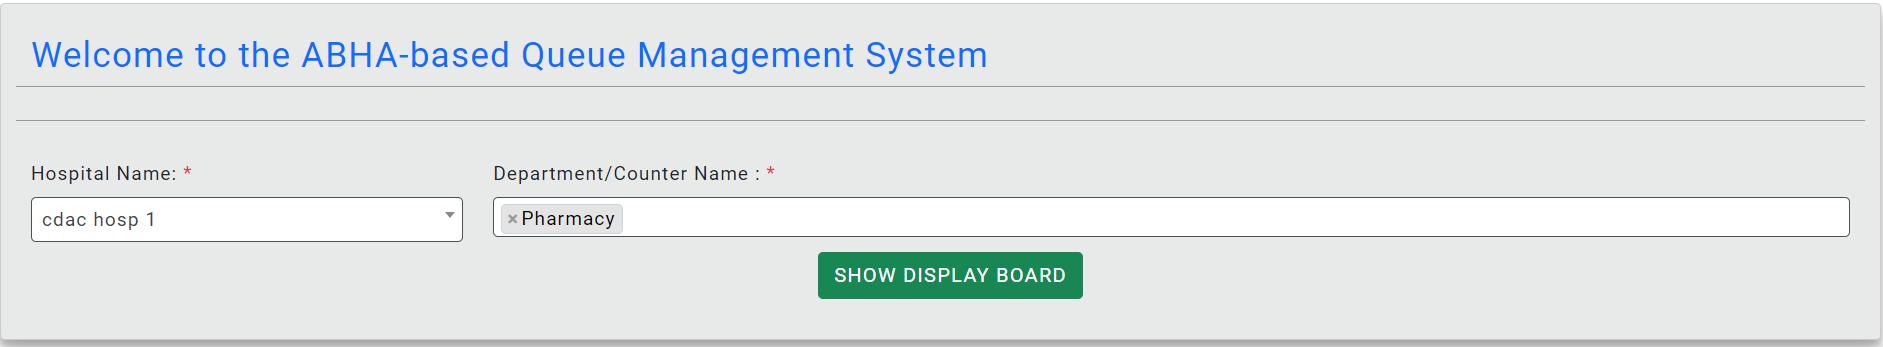 Welcome to the ABHA-based Queue Management System
Hospital Name: *
Department/Counter Name : *
cdac hosp 1
×Pharmacy
SHOW DISPLAY BOARD